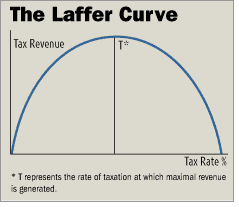 The Laffer Curve
Tax Revenue
T*
Tax Rate %
* T represents the rate of taxation at which maximal revenue
is generated.